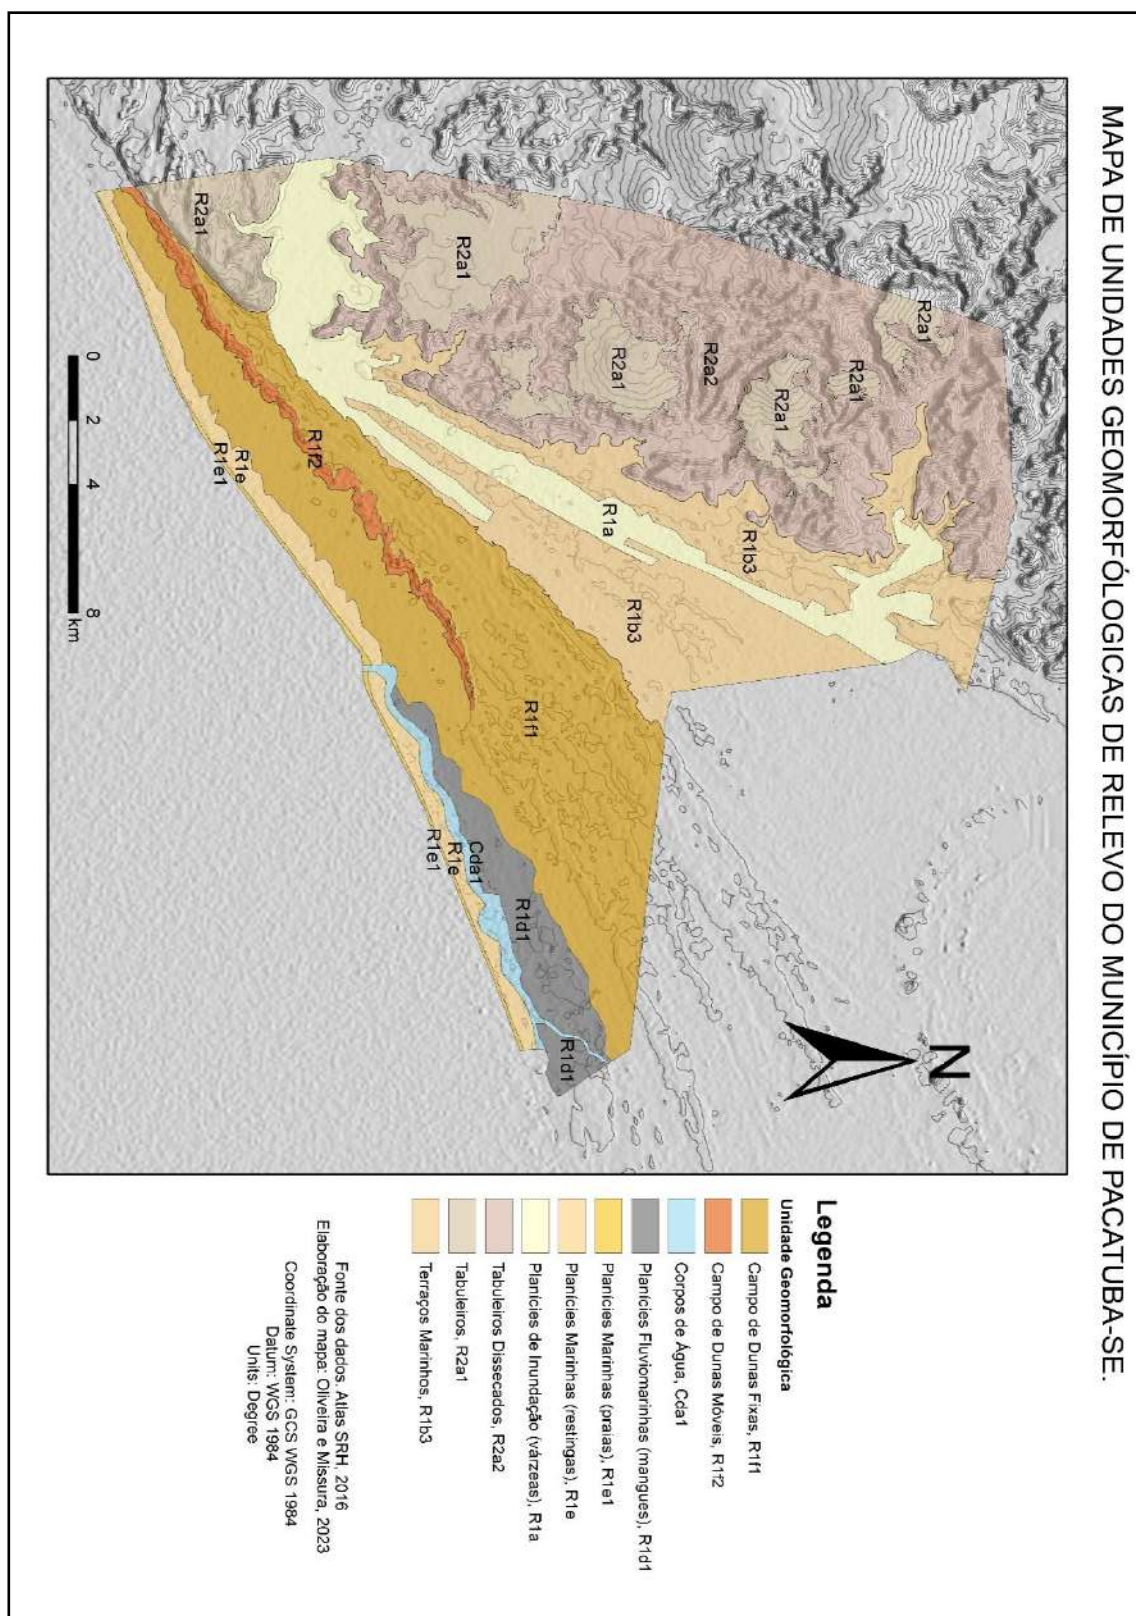 MAPA DE UNIDADES GEOMORFÓLOGICAS DE RELEVO DO MUNICÍPIO DE PACATUBA-SE.
R2a1
R2a1
R2a1
R2a1
R2a1
R2a2
R2a1
R1b3
R1a
R1b3
R1f1
R1f2
R1d1
R1d1
Cda1
R1e
R1e1
R1e
R1e1
N
0 2 4 8
km
Legenda
Unidade Geomorfológica
Campo de Dunas Fixas, R1f1
Campo de Dunas Móveis, R1f2
Corpos de Água, Cda1
Planícies Fluviomarinhas (mangues), R1d1
Planícies Marinhas (praias), R1e1
Planícies Marinhas (restingas), R1e
Planícies de Inundação (várzeas), R1a
Tabuleiros Dissecados, R2a2
Tabuleiros, R2a1
Terraços Marinhos, R1b3
Fonte dos dados, Atlas SRH, 2016
Elaboração do mapa: Oliveira e Missura, 2023
Coordinate System: GCS WGS 1984
Datum: WGS 1984
Units: Degree